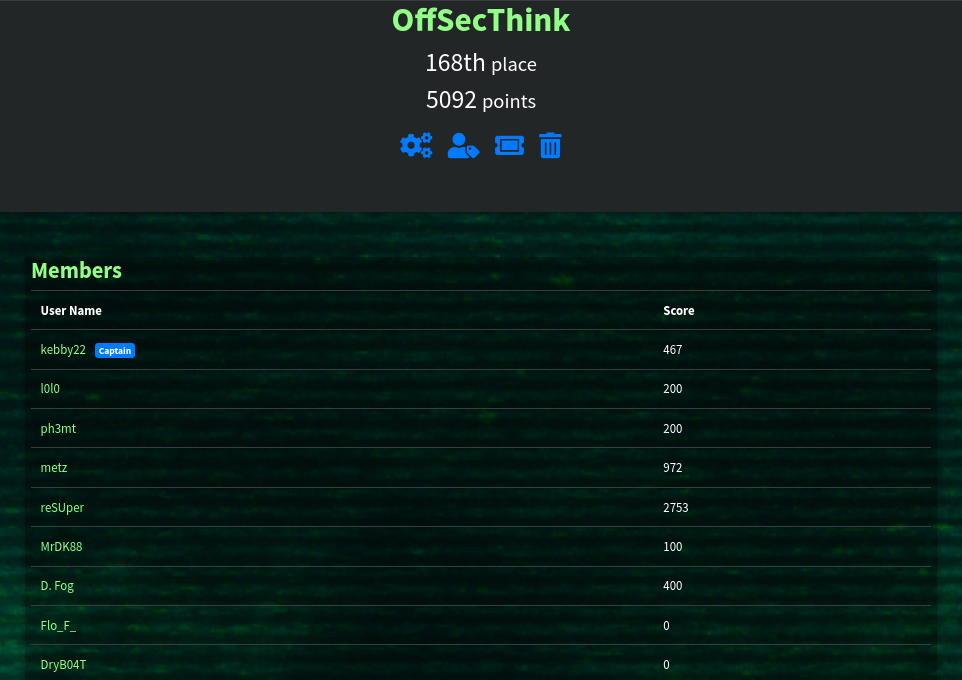 OffSecThink
168th place
5092 points
Members
User Name Score
kebby22 Captain 467
l0l0 200
ph3mt 200
metz 972
reSUper 2753
MrDK88 100
D. Fog 400
Flo_F_ 0
DryB04T 0